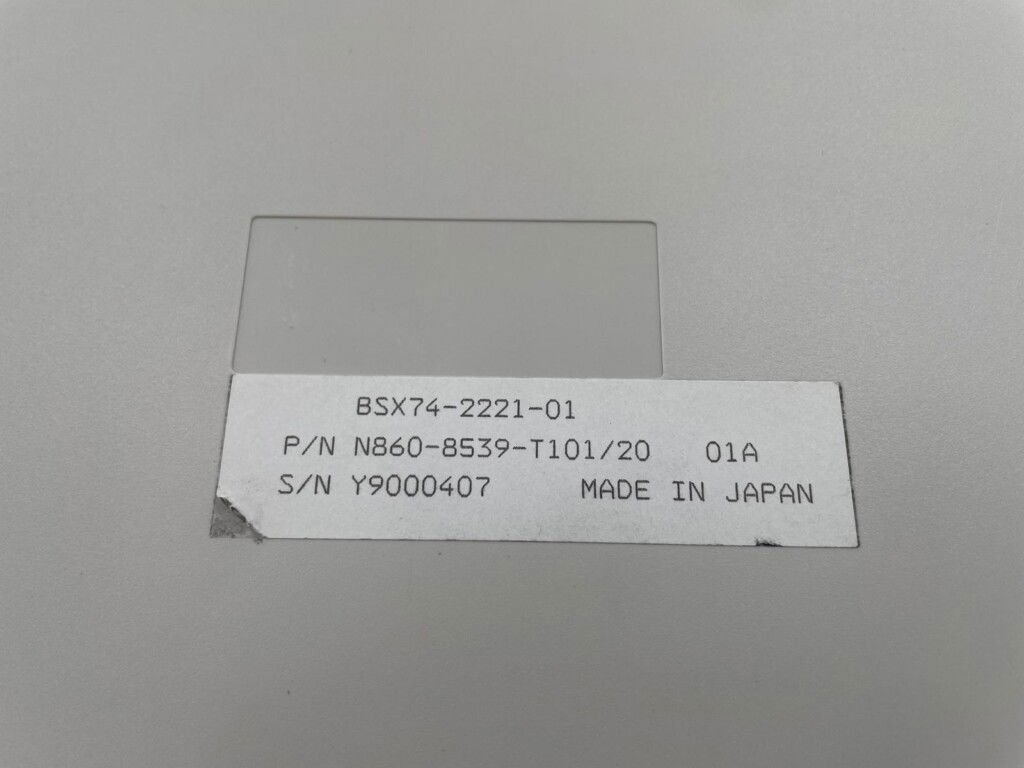 BSX74-2221-01
P/N N860-8539-T101/20 01A
S/N Y9000407 MADE IN JAPAN